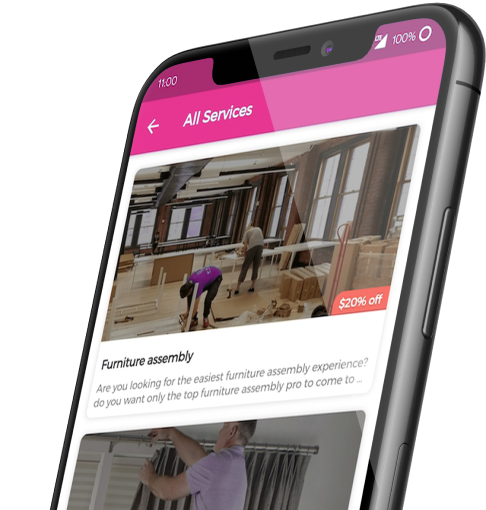 11:00
LTE 100%
All Services
$20% off
Furniture assembly
Are you looking for the easiest furniture assembly experience?
do you want only the top furniture assembly pro to come to ...